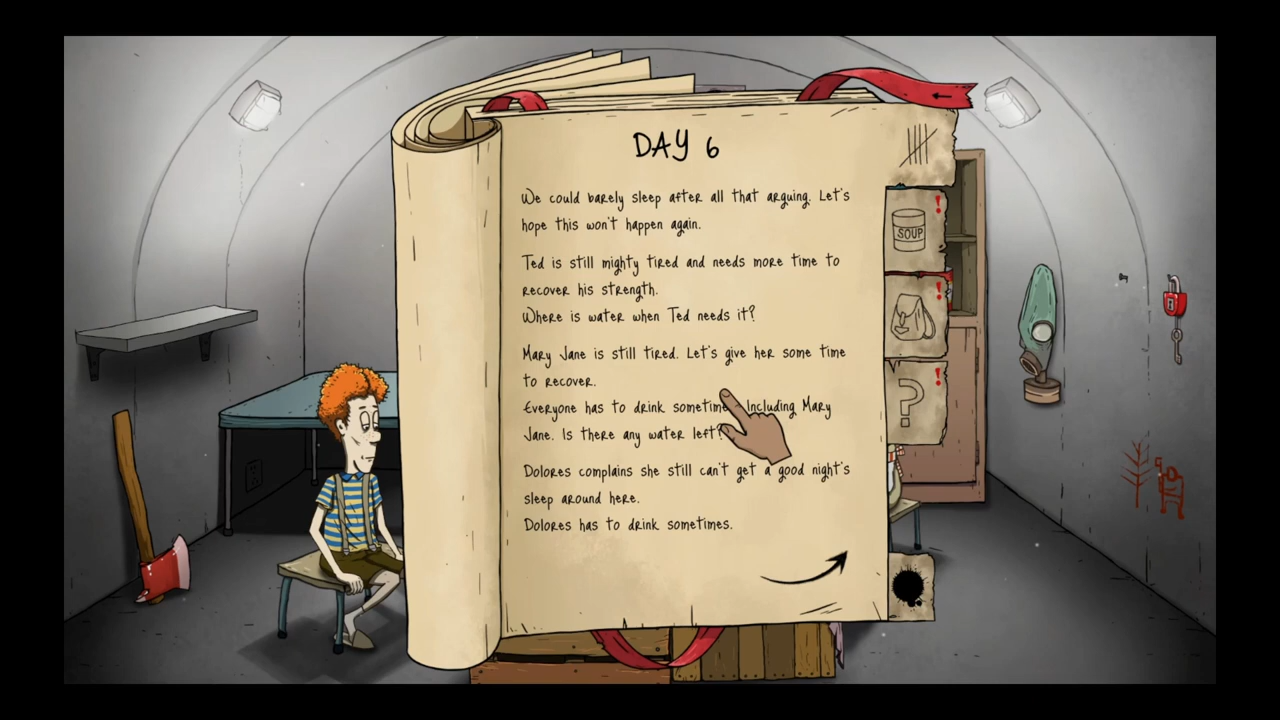 DAY 6
We could barely sleep after all that arguing. Let's
hope this won't happen again.
Ted is still mighty tired and needs more time to
recover his strength.
Where is water when Ted needs it?
Mary Jane is still tired. Let's give her some time
to recover.
Everyone has to drink sometime Including Mary
Jane. Is there any water left?
Dolores complains she still can't get a good night's
sleep around here.
Dolores has to drink sometimes.
!
SOUP
!
!
?